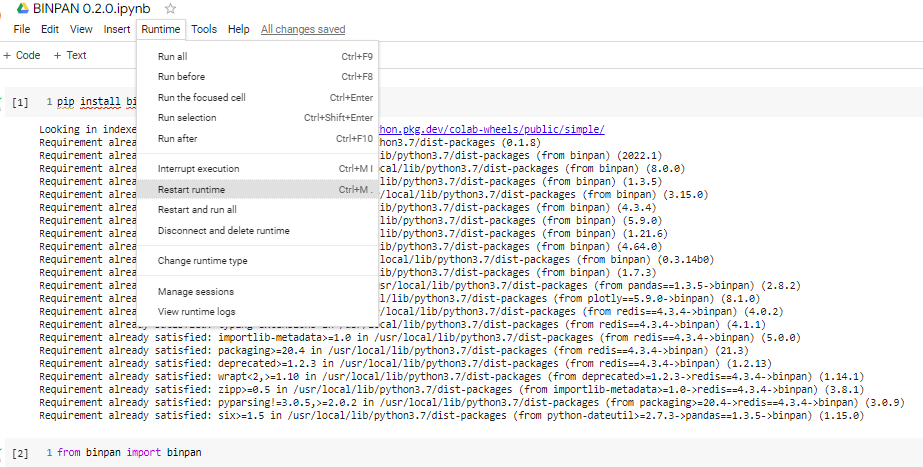 BINPAN 0.2.0.ipynb
File Edit View Insert Runtime Tools Help All changes saved
+ Code + Text
Run all Ctrl+F9
Run before Ctrl+F8
Run the focused cell Ctrl+Enter
Run selection Ctrl+Shift+Enter
Run after Ctrl+F10
Interrupt execution Ctrl+M I
Restart runtime Ctrl+M .
Restart and run all
Disconnect and delete runtime
Change runtime type
Manage sessions
View runtime logs
[1] 1 pip install bi
Looking in indexe hon.pkg.dev/colab-wheels/public/simple/
Requirement alrea hon3.7/dist-packages (0.1.8)
Requirement alrea lib/python3.7/dist-packages (from binpan) (2022.1)
Requirement alrea cal/lib/python3.7/dist-packages (from binpan) (8.0.0)
Requirement alrea lib/python3.7/dist-packages (from binpan) (1.3.5)
Requirement alrea /local/lib/python3.7/dist-packages (from binpan) (3.15.0)
Requirement alrea lib/python3.7/dist-packages (from binpan) (4.3.4)
Requirement alrea lib/python3.7/dist-packages (from binpan) (5.9.0)
Requirement alrea lib/python3.7/dist-packages (from binpan) (1.21.6)
Requirement alrea lib/python3.7/dist-packages (from binpan) (4.64.0)
Requirement alrea local/lib/python3.7/dist-packages (from binpan) (0.3.14b0)
Requirement alrea lib/python3.7/dist-packages (from binpan) (1.7.3)
Requirement alrea sr/local/lib/python3.7/dist-packages (from pandas==1.3.5->binpan) (2.8.2)
Requirement alrea l/lib/python3.7/dist-packages (from plotly==5.9.0->binpan) (8.1.0)
Requirement alrea cal/lib/python3.7/dist-packages (from redis==4.3.4->binpan) (4.0.2)
Requirement already satisfied: typing-extensions in /usr/local/lib/python3.7/dist-packages (from redis==4.3.4->binpan) (4.1.1)
Requirement already satisfied: importlib-metadata>=1.0 in /usr/local/lib/python3.7/dist-packages (from redis==4.3.4->binpan) (5.0.0)
Requirement already satisfied: packaging>=20.4 in /usr/local/lib/python3.7/dist-packages (from redis==4.3.4->binpan) (21.3)
Requirement already satisfied: deprecated>=1.2.3 in /usr/local/lib/python3.7/dist-packages (from redis==4.3.4->binpan) (1.2.13)
Requirement already satisfied: wrapt<2,>=1.10 in /usr/local/lib/python3.7/dist-packages (from deprecated>=1.2.3->redis==4.3.4->binpan) (1.14.1)
Requirement already satisfied: zipp>=0.5 in /usr/local/lib/python3.7/dist-packages (from importlib-metadata>=1.0->redis==4.3.4->binpan) (3.8.1)
Requirement already satisfied: pyparsing!=3.0.5,>=2.0.2 in /usr/local/lib/python3.7/dist-packages (from packaging>=20.4->redis==4.3.4->binpan) (3.0.9)
Requirement already satisfied: six>=1.5 in /usr/local/lib/python3.7/dist-packages (from python-dateutil>=2.7.3->pandas==1.3.5->binpan) (1.15.0)
[2] 1 from binpan import binpan